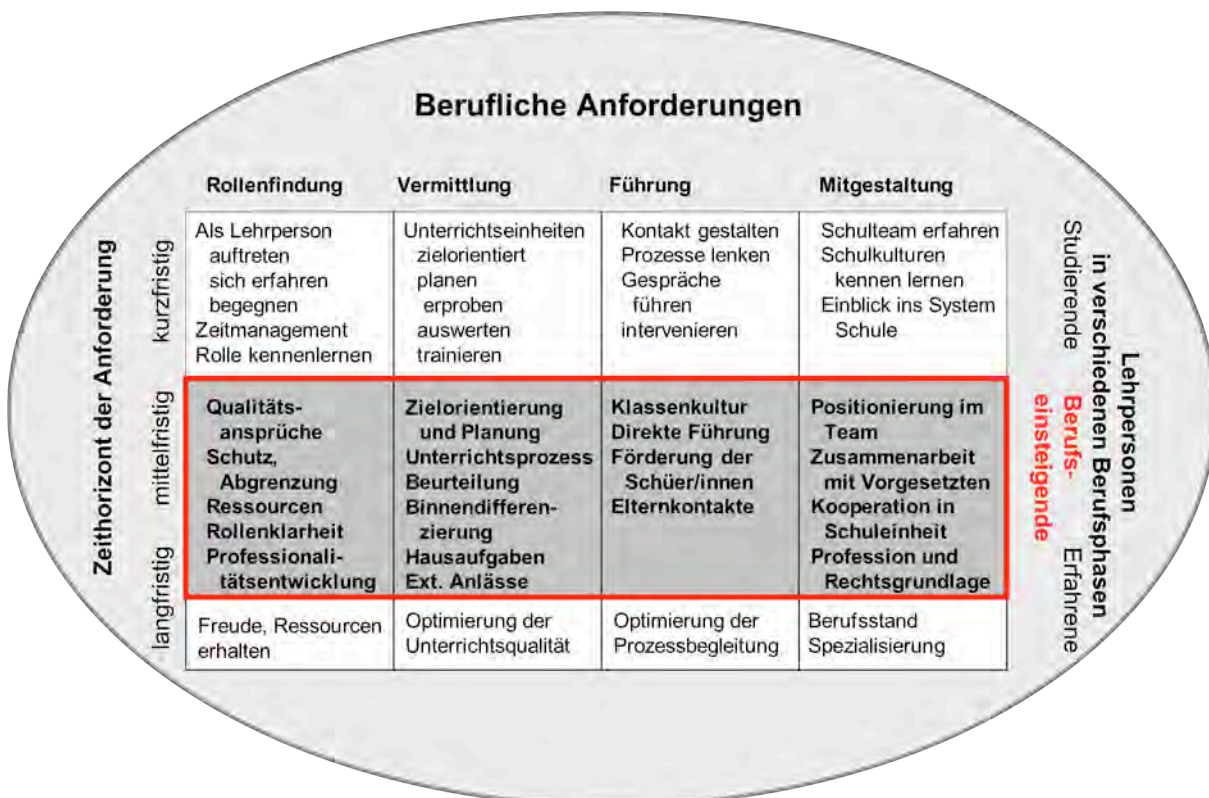 Berufliche Anforderungen
Rollenfindung
Vermittlung
Führung
Mitgestaltung
Zeithorizont der Anforderung
kurzfristig
Als Lehrperson
auftreten
sich erfahren
begegnen
Zeitmanagement
Rolle kennenlernen
Unterrichtseinheiten
zielorientiert
planen
erproben
auswerten
trainieren
Kontakt gestalten
Prozesse lenken
Gespräche
führen
intervenieren
Schulteam erfahren
Schulkulturen
kennen lernen
Einblick ins System
Schule
Studierende
mittelfristig
Qualitäts-
ansprüche
Schutz,
Abgrenzung
Ressourcen
Rollenklarheit
Professionali-
tätsentwicklung
Zielorientierung
und Planung
Unterrichtsprozess
Beurteilung
Binnendifferen-
zierung
Hausaufgaben
Ext. Anlässe
Klassenkultur
Direkte Führung
Förderung der
Schüer/innen
Elternkontakte
Positionierung im
Team
Zusammenarbeit
mit Vorgesetzten
Kooperation in
Schuleinheit
Profession und
Rechtsgrundlage
Berufs-
einsteigende
langfristig
Freude, Ressourcen
erhalten
Optimierung der
Unterrichtsqualität
Optimierung der
Prozessbegleitung
Berufsstand
Spezialisierung
Erfahrene
Lehrpersonen
in verschiedenen Berufsphasen